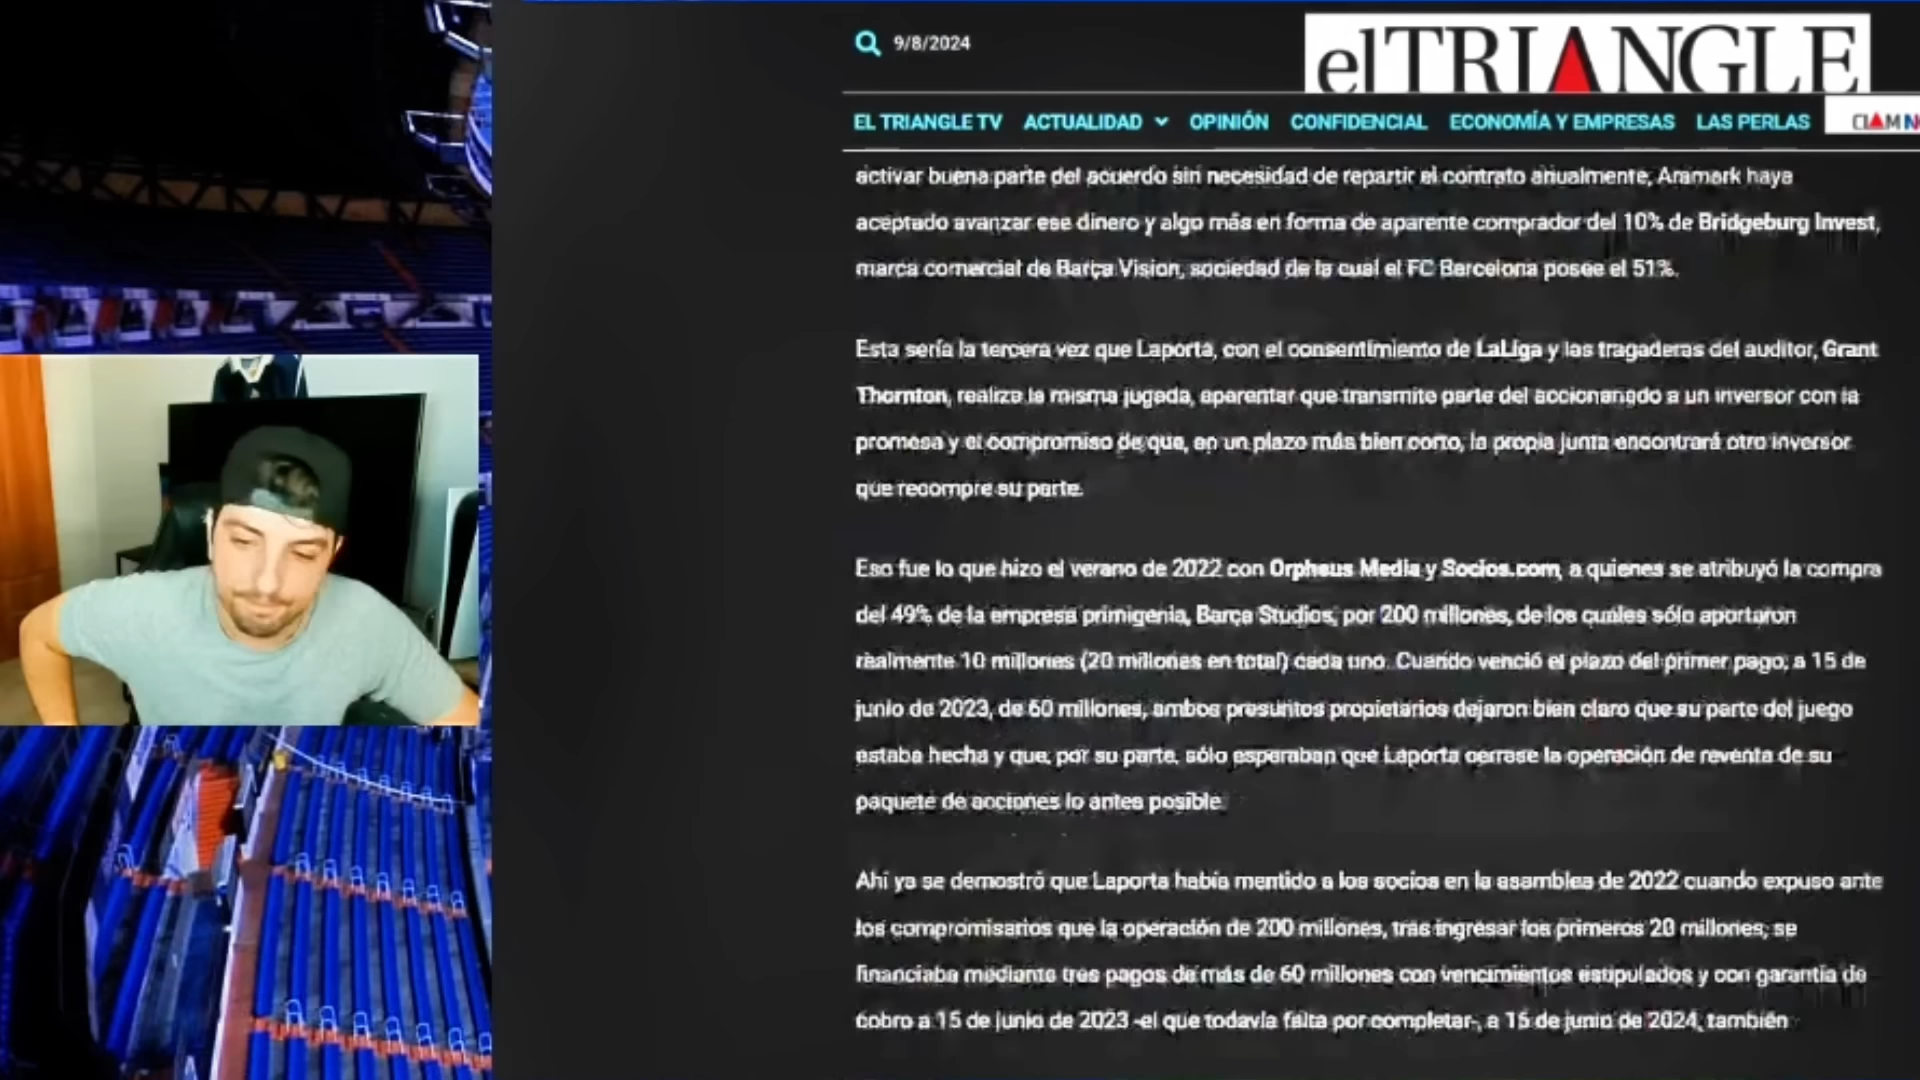 9/8/2024
elTRIANGLE
EL TRIANGLE TV ACTUALIDAD OPINIÓN CONFIDENCIAL ECONOMÍA Y EMPRESAS LAS PERLAS
activar buena parte del acuerdo sin necesidad de repartir el contrato anualmente, Aramark haya
aceptado avanzar ese dinero y algo más en forma de aparente comprador del 10% de Bridgeburg Invest,
marca comercial de Barça Vision, sociedad de la cual el FC Barcelona posee el 51%.
Esta sería la tercera vez que Laporta, con el consentimiento de LaLiga y las tragaderas del auditor, Grant
Thornton, realiza la misma jugada, aparentar que transmite parte del accionariado a un inversor con la
promesa y el compromiso de que, en un plazo más bien corto, la propia junta encontrará otro inversor
que recompre su parte.
Eso fue lo que hizo el verano de 2022 con Orpheus Media y Socios.com, a quienes se atribuyó la compra
del 49% de la empresa primigenia, Barça Studios, por 200 millones, de los cuales sólo aportaron
realmente 10 millones (20 millones en total) cada uno. Cuando venció el plazo del primer pago, a 15 de
junio de 2023, de 60 millones, ambos presuntos propietarios dejaron bien claro que su parte del juego
estaba hecha y que, por su parte, sólo esperaban que Laporta cerrase la operación de reventa de su
paquete de acciones lo antes posible.
Ahí ya se demostró que Laporta había mentido a los socios en la asamblea de 2022 cuando expuso ante
los compromisarios que la operación de 200 millones, tras ingresar los primeros 20 millones, se
financiaba mediante tres pagos de más de 60 millones con vencimientos estipulados y con garantía de
cobro a 15 de junio de 2023 -el que todavía falta por completar-, a 15 de junio de 2024, también